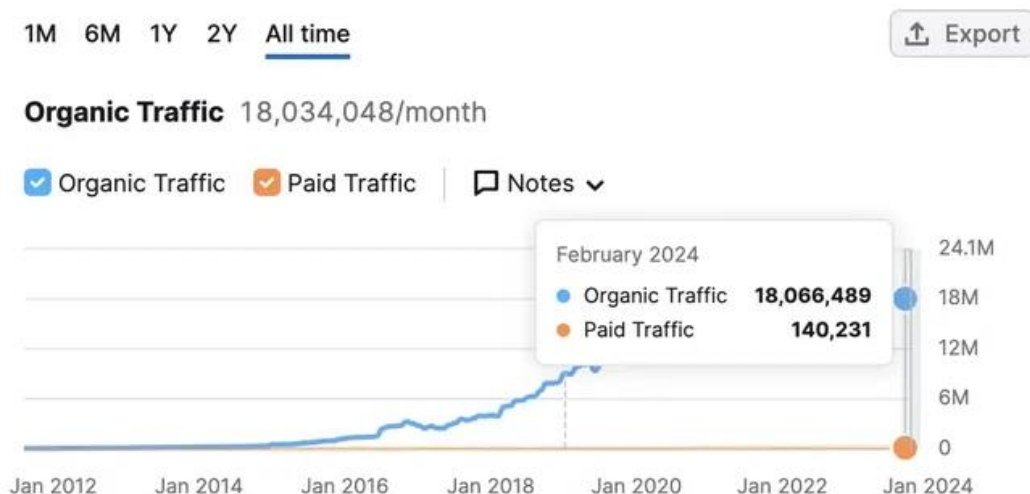 1M 6M 1Y 2Y All time Export
Organic Traffic 18,034,048/month
Organic Traffic Paid Traffic Notes
February 2024
Organic Traffic 18,066,489
Paid Traffic 140,231
24.1M
18M
12M
6M
0
Jan 2012 Jan 2014 Jan 2016 Jan 2018 Jan 2020 Jan 2022 Jan 2024